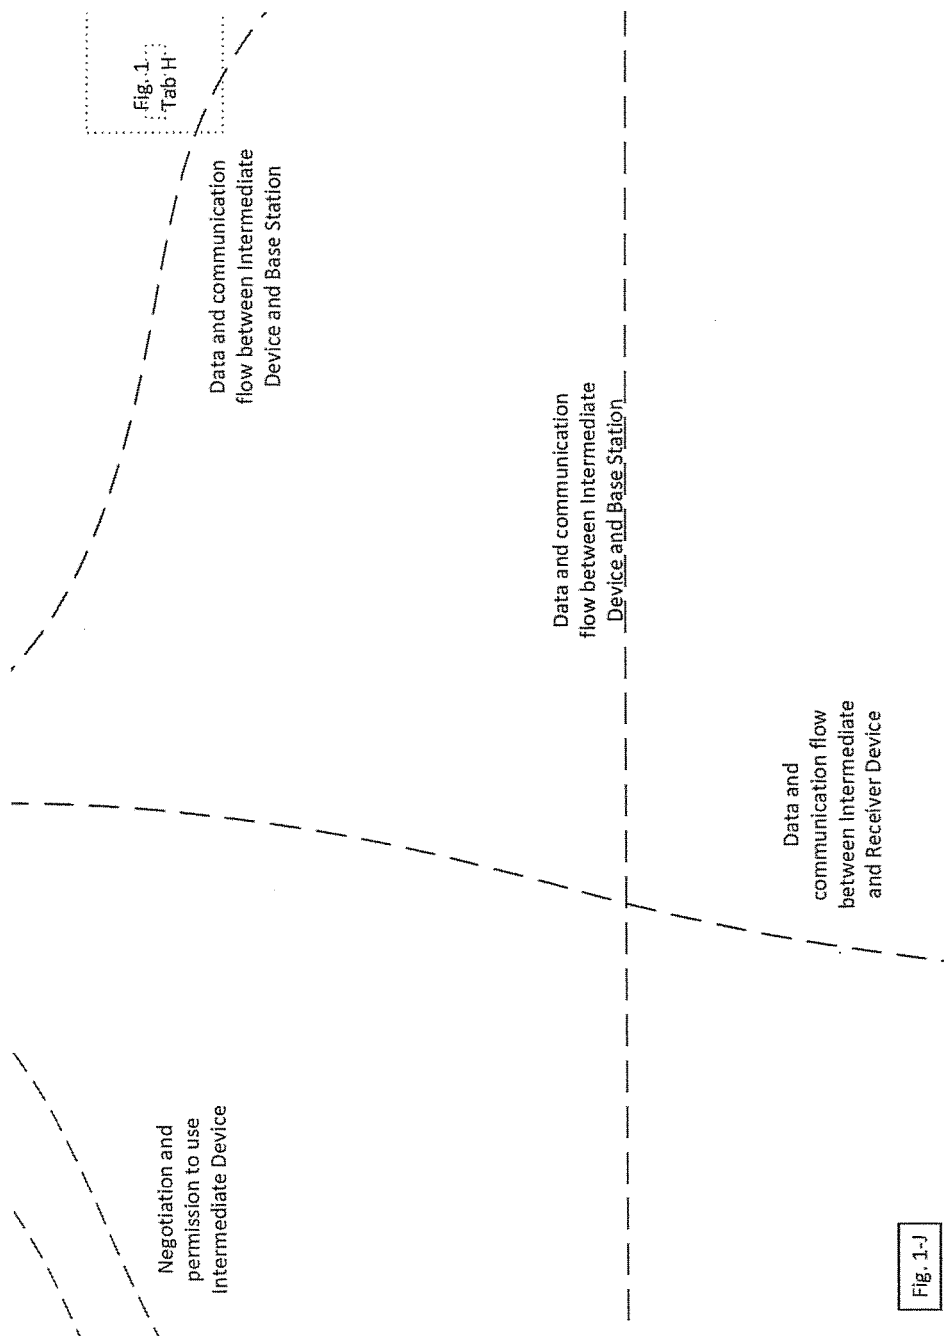 Fig. 1
Tab H
Negotiation and
permission to use
Intermediate Device
Data and communication
flow between Intermediate
Device and Base Station
Data and communication
flow between Intermediate
Device and Base Station
Data and
communication flow
between Intermediate
and Receiver Device
Fig. 1-J